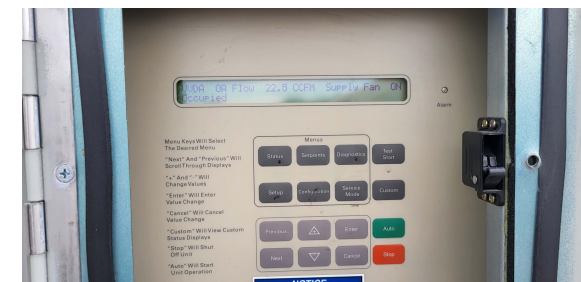 OA Flow 22.5 CCFM Supply Fan ON
Occupied
Alarm
Menus
Menu Keys Will Select
The Desired Menu
"Next" And "Previous" Will
Scroll Through Displays
"+" And "-" Will
Change Values
"Enter" Will Enter
Value Change
"Cancel" Will Cancel
Value Change
"Custom" Will View Custom
Status Displays
"Stop" Will Shut
Off Unit
"Auto" Will Start
Unit Operation
Status Setpoints Diagnostics Test Start
Setup Configuration Service Mode Custom
Previous Enter Auto
Next Cancel Stop
NOTICE